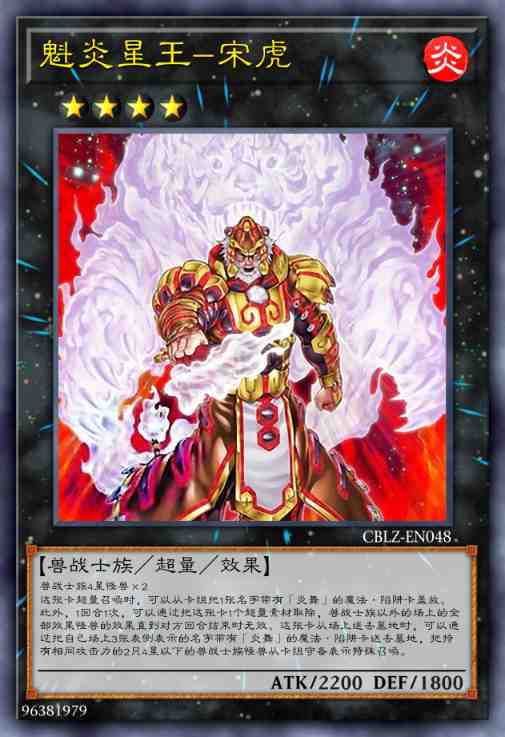 魁炎星王-宋虎
炎
CBLZ-EN048
【兽战士族／超量／效果】
兽战士族4星怪兽×2
这张卡超量召唤时，可以从卡组把1张名字带有「炎舞」的魔法·陷阱卡盖放。
此外，1回合1次，可以通过把这张卡1个超量素材取除，兽战士族以外的场上的全
部效果怪兽的效果直到对方回合结束时无效。这张卡从场上送去墓地时，可以通
过把自己场上3张表侧表示的名字带有「炎舞」的魔法·陷阱卡送去墓地，把持
有相同攻击力的2只4星以下的兽战士族怪兽从卡组守备表示特殊召唤。
ATK/2200 DEF/1800
96381979